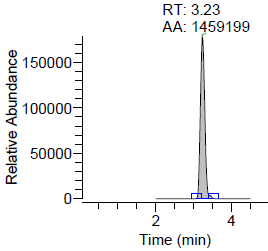 RT: 3.23
AA: 1459199
Relative Abundance
150000
100000
50000
0
2
4
Time (min)